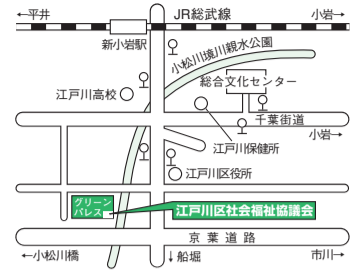 ←平井
JR総武線
小岩→
新小岩駅
小松川境川親水公園
総合文化センター
江戸川高校
千葉街道
小岩→
江戸川保健所
江戸川区役所
グリーン
パレス
江戸川区社会福祉協議会
京葉道路
←小松川橋
↓船堀
市川→